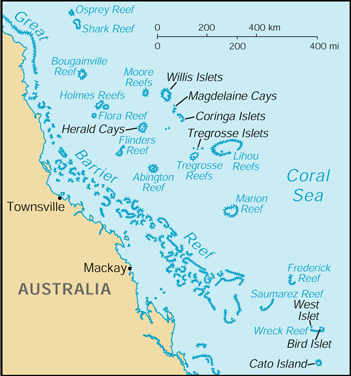 Osprey Reef
Great
Shark Reef
0 200 400 km
0 200 400 mi
Bougainville
Reef
Moore
Reefs
Willis Islets
Holmes Reefs
Magdelaine Cays
Flora Reef
Coringa Islets
Herald Cays
Tregrosse Islets
Flinders
Reef
Lihou
Reefs
Tregrosse
Reefs
Barrier
Abington
Reef
Coral
Sea
Marion
Reef
Townsville
Reef
Mackay
Frederick
Reef
AUSTRALIA
Saumarez Reef
West
Islet
Wreck Reef
Bird Islet
Cato Island